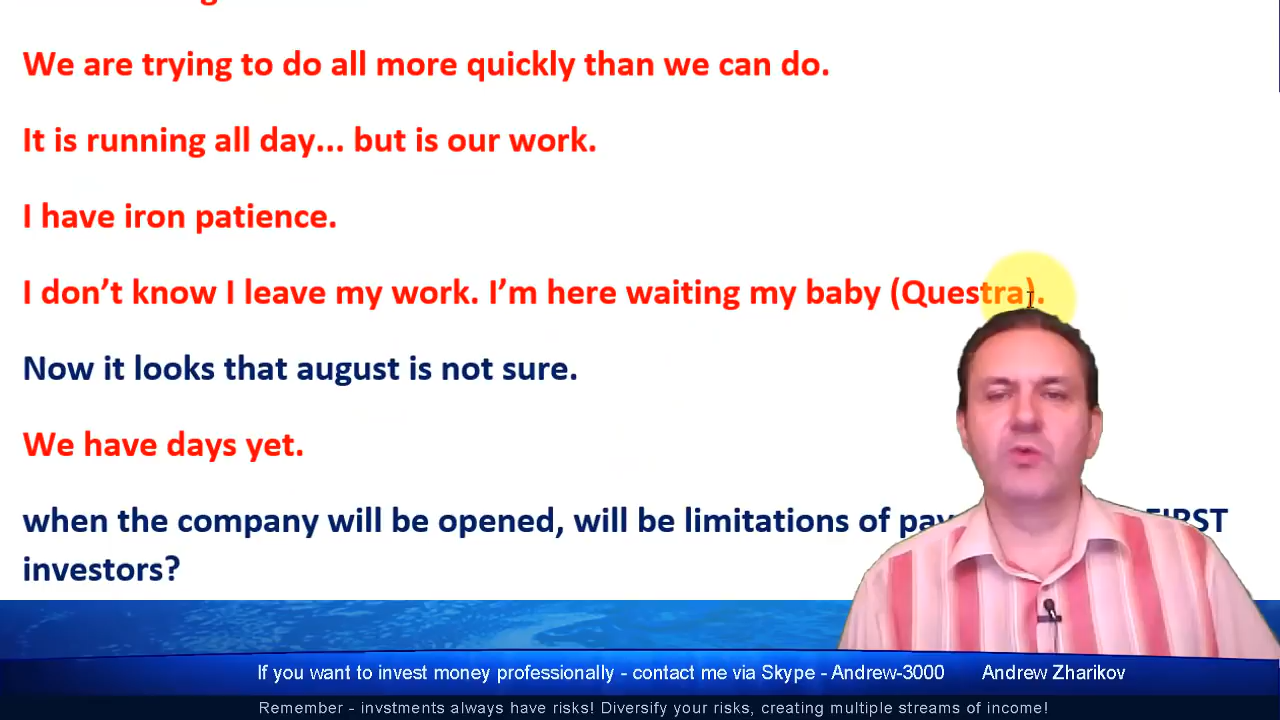 We are trying to do all more quickly than we can do.
It is running all day... but is our work.
I have iron patience.
I don't know I leave my work. I'm here waiting my baby (Questra).
Now it looks that august is not sure.
We have days yet.
when the company will be opened, will be limitations of FIRST
investors?
If you want to invest money professionally - contact me via Skype - Andrew-3000 Andrew Zharikov
Remember - invstments always have risks! Diversify your risks, creating multiple streams of income!